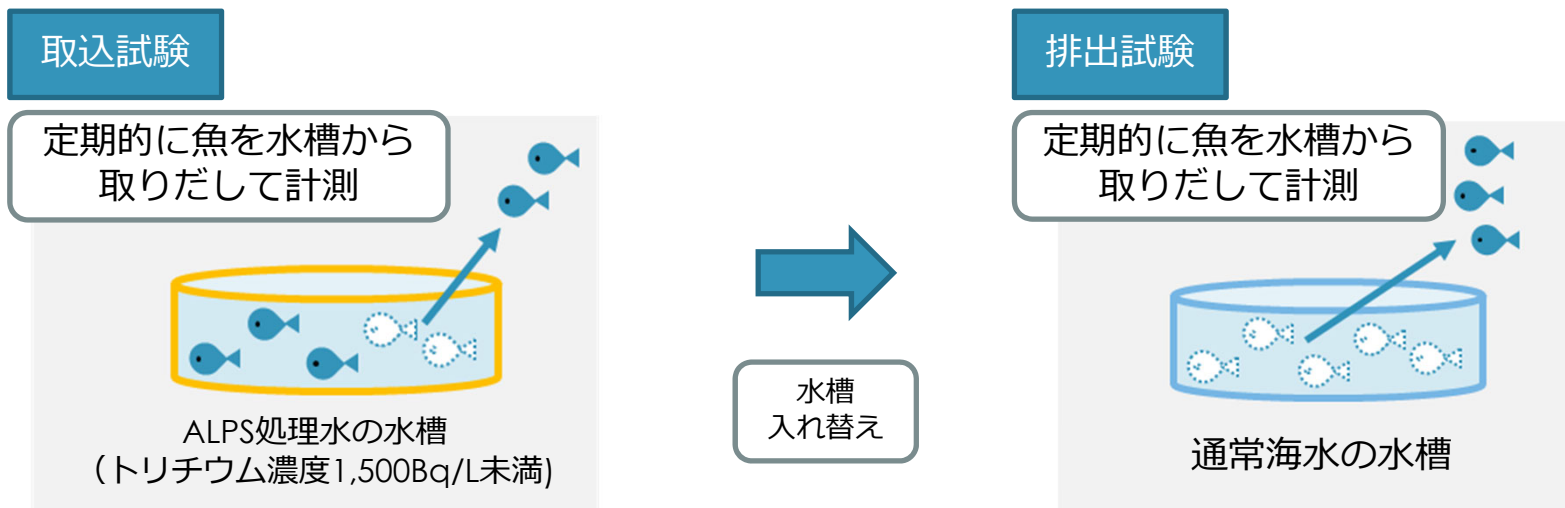 取込試験
定期的に魚を水槽から
取りだして計測
ALPS処理水の水槽
（トリチウム濃度1,500Bq/L未満)
水槽
入れ替え
排出試験
定期的に魚を水槽から
取りだして計測
通常海水の水槽